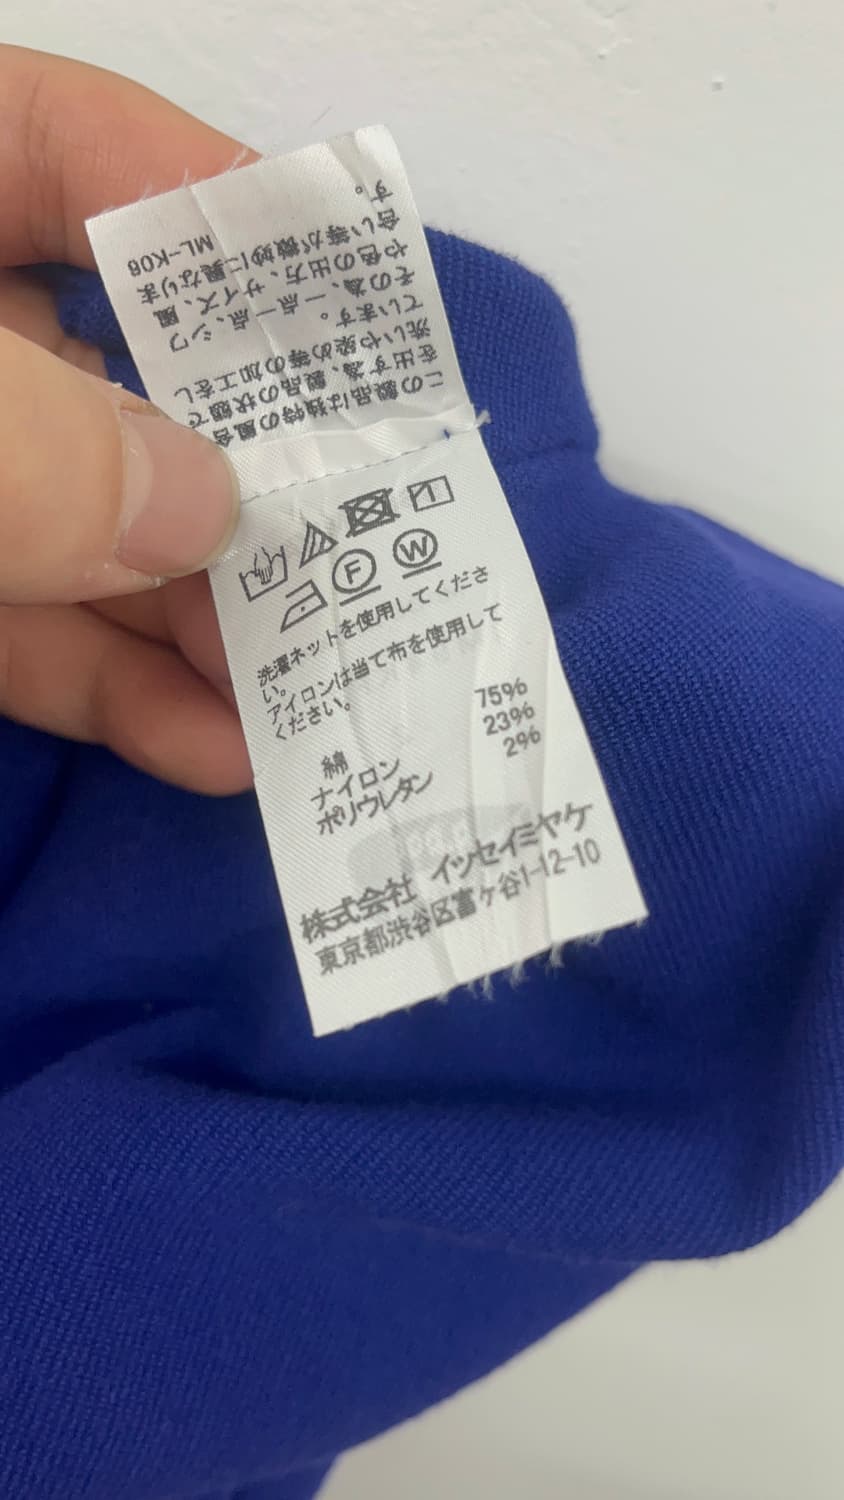 この製品は独特の風合
を出す為、製品の状態で
洗いや染め等の加工をし
ています。
その為、一点一点、シワ
や色の出方、サイズ、風
合い等が微妙に異なりま
す。
ML-K08
F W
洗濯ネットを使用してくださ
い。
アイロンは当て布を使用して
ください。
綿 75%
ナイロン 23%
ポリウレタン 2%
株式会社 イッセイミヤケ
東京都渋谷区富ヶ谷1-12-10